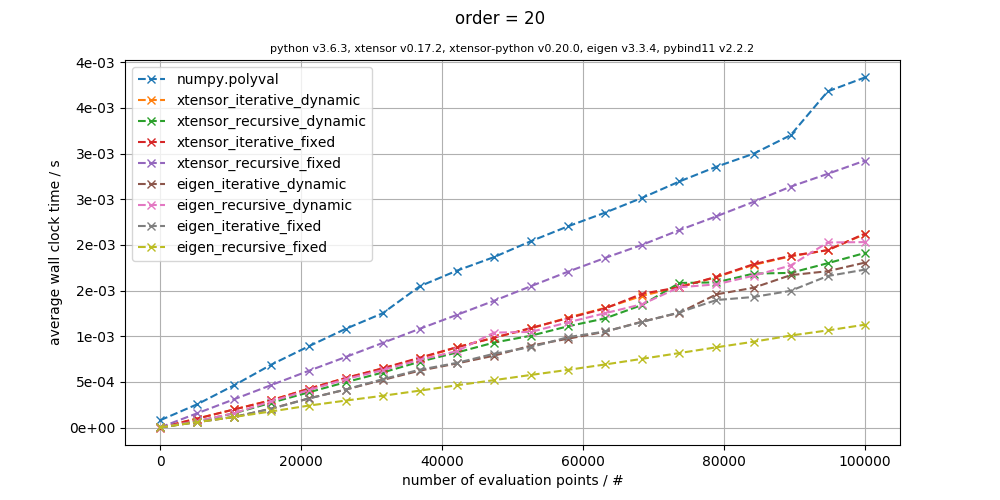 order = 20
python v3.6.3, xtensor v0.17.2, xtensor-python v0.20.0, eigen v3.3.4, pybind11 v2.2.2
numpy.polyval
xtensor_iterative_dynamic
xtensor_recursive_dynamic
xtensor_iterative_fixed
xtensor_recursive_fixed
eigen_iterative_dynamic
eigen_recursive_dynamic
eigen_iterative_fixed
eigen_recursive_fixed
average wall clock time / s
4e-03
4e-03
3e-03
3e-03
2e-03
2e-03
1e-03
5e-04
0e+00
0 20000 40000 60000 80000 100000
number of evaluation points / #